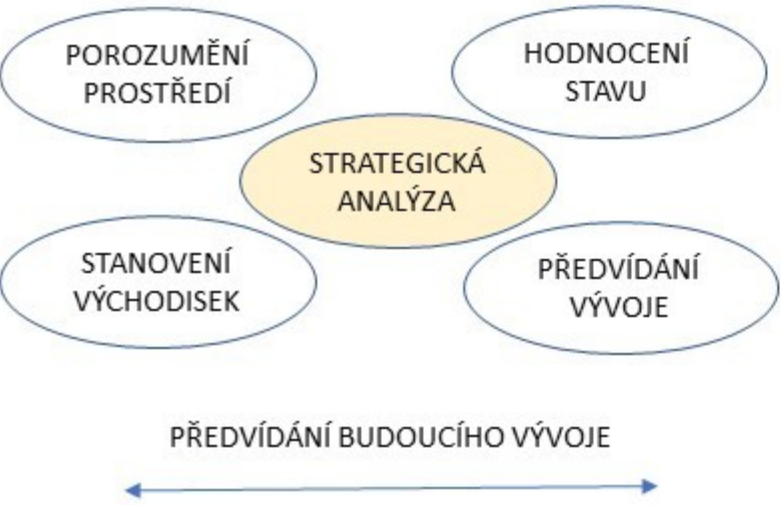 POROZUMĚNÍ
PROSTŘEDÍ
HODNOCENÍ
STAVU
STRATEGICKÁ
ANALÝZA
STANOVENÍ
VÝCHODISEK
PŘEDVÍDÁNÍ
VÝVOJE
PŘEDVÍDÁNÍ BUDOUCÍHO VÝVOJE